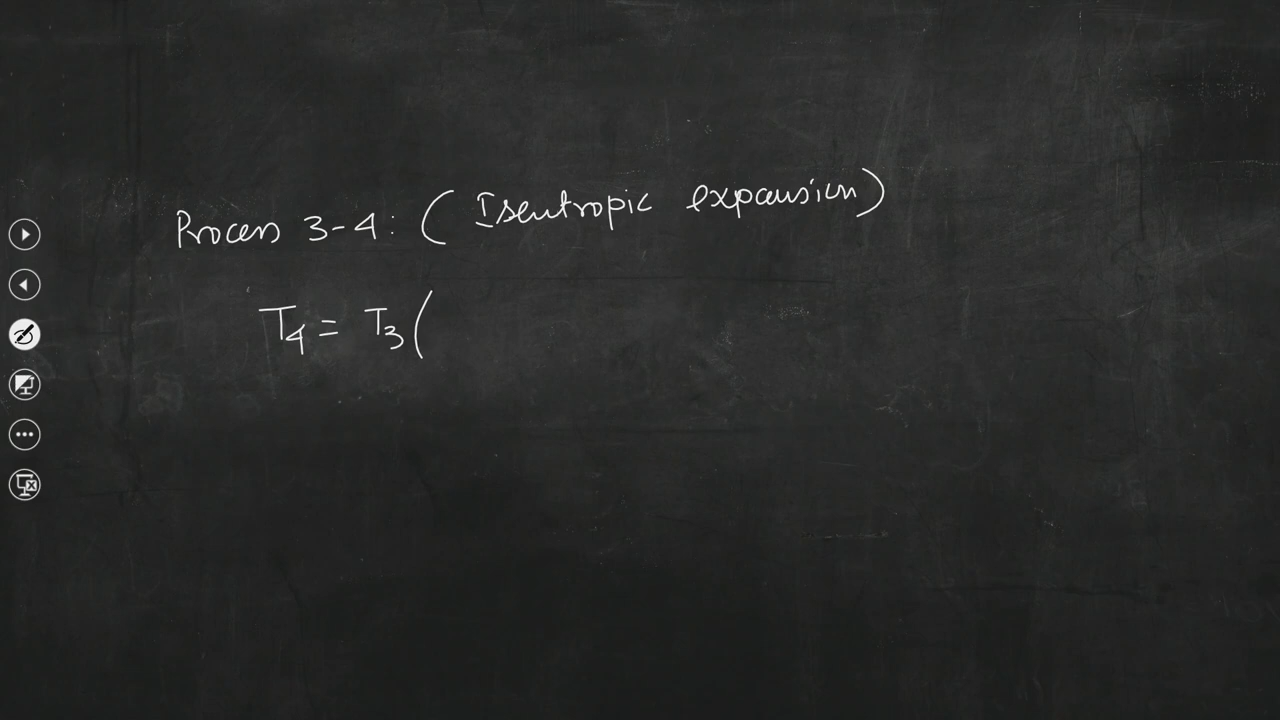 Process 3-4: ( Isentropic expansion)
T₄ = T₃ (